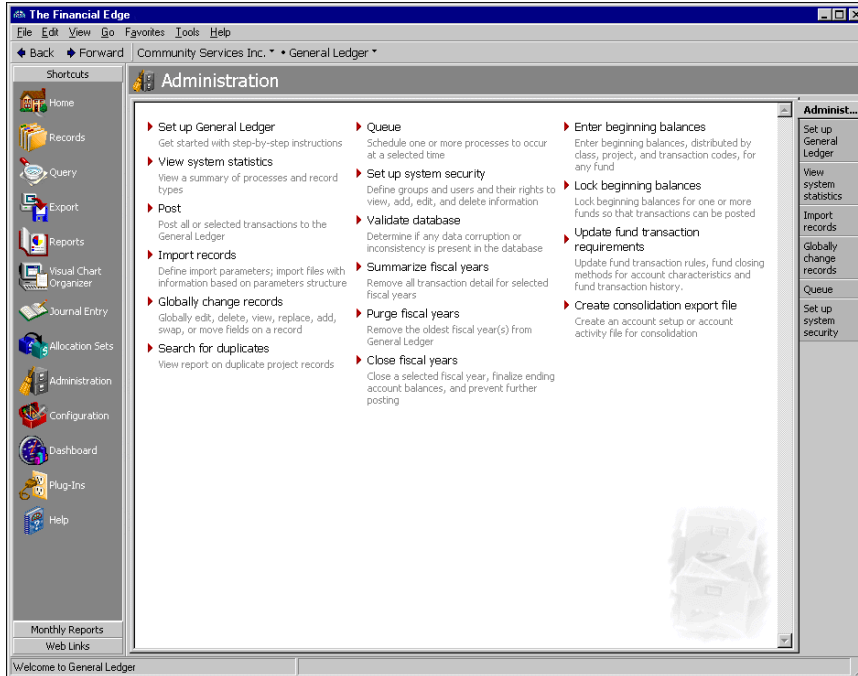 The Financial Edge
File Edit View Go Favorites Tools Help
Back Forward Community Services Inc. • General Ledger
Shortcuts
Home
Records
Query
Export
Reports
Visual Chart
Organizer
Journal Entry
Allocation Sets
Administration
Configuration
Dashboard
Plug-Ins
Help
Monthly Reports
Web Links
Administration
Set up General Ledger
Get started with step-by-step instructions
View system statistics
View a summary of processes and record
types
Post
Post all or selected transactions to the
General Ledger
Import records
Define import parameters; import files with
information based on parameters structure
Globally change records
Globally edit, delete, view, replace, add,
swap, or move fields on a record
Search for duplicates
View report on duplicate project records
Queue
Schedule one or more processes to occur
at a selected time
Set up system security
Define groups and users and their rights to
view, add, edit, and delete information
Validate database
Determine if any data corruption or
inconsistency is present in the database
Summarize fiscal years
Remove all transaction detail for selected
fiscal years
Purge fiscal years
Remove the oldest fiscal year(s) from
General Ledger
Close fiscal years
Close a selected fiscal year, finalize ending
account balances, and prevent further
posting
Enter beginning balances
Enter beginning balances, distributed by
class, project, and transaction codes, for
any fund
Lock beginning balances
Lock beginning balances for one or more
funds so that transactions can be posted
Update fund transaction
requirements
Update fund transaction rules, fund closing
methods for account characteristics and
fund transaction history.
Create consolidation export file
Create an account setup or account
activity file for consolidation
Administ...
Set up
General
Ledger
View
system
statistics
Import
records
Globally
change
records
Queue
Set up
system
security
Welcome to General Ledger